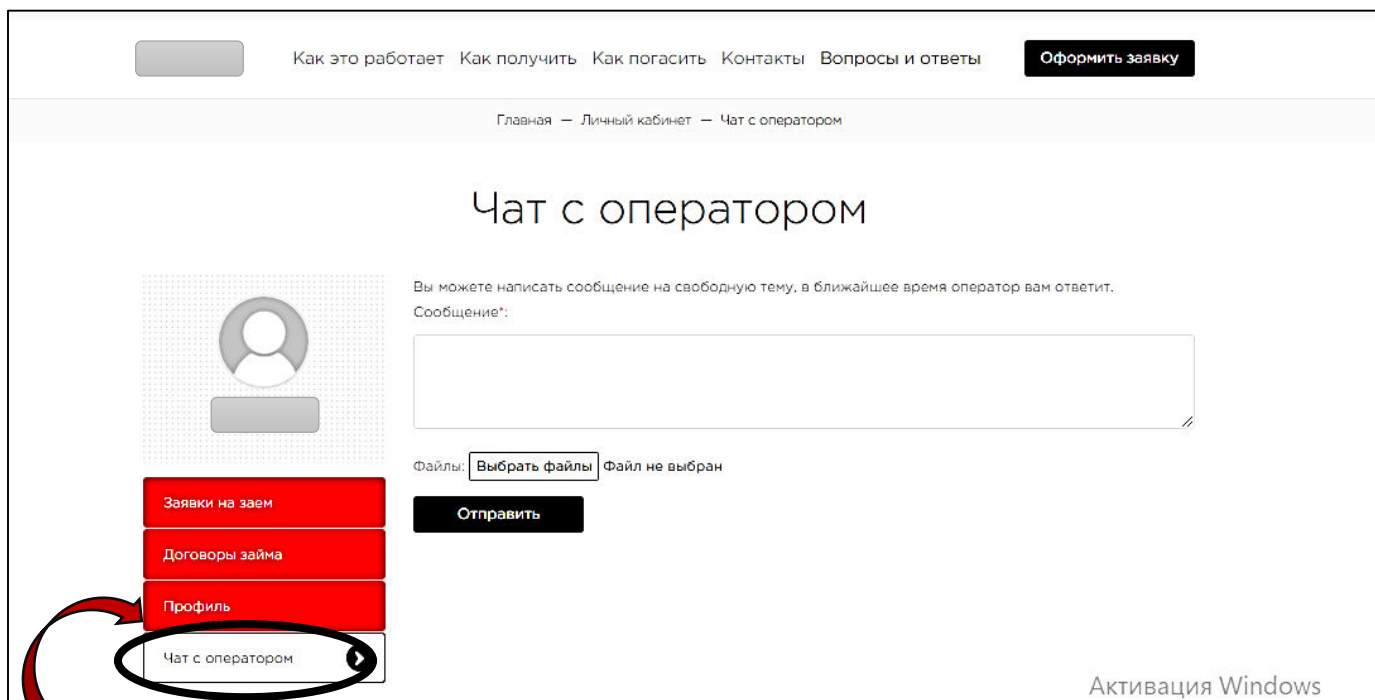 Как это работает Как получить Как погасить Контакты Вопросы и ответы Оформить заявку
Главная — Личный кабинет — Чат с оператором
Чат с оператором
Вы можете написать сообщение на свободную тему, в ближайшее время оператор вам ответит.
Сообщение*:
Файлы: Выбрать файлы Файл не выбран
Отправить
Заявки на заем
Договоры займа
Профиль
Чат с оператором
Активация Windows